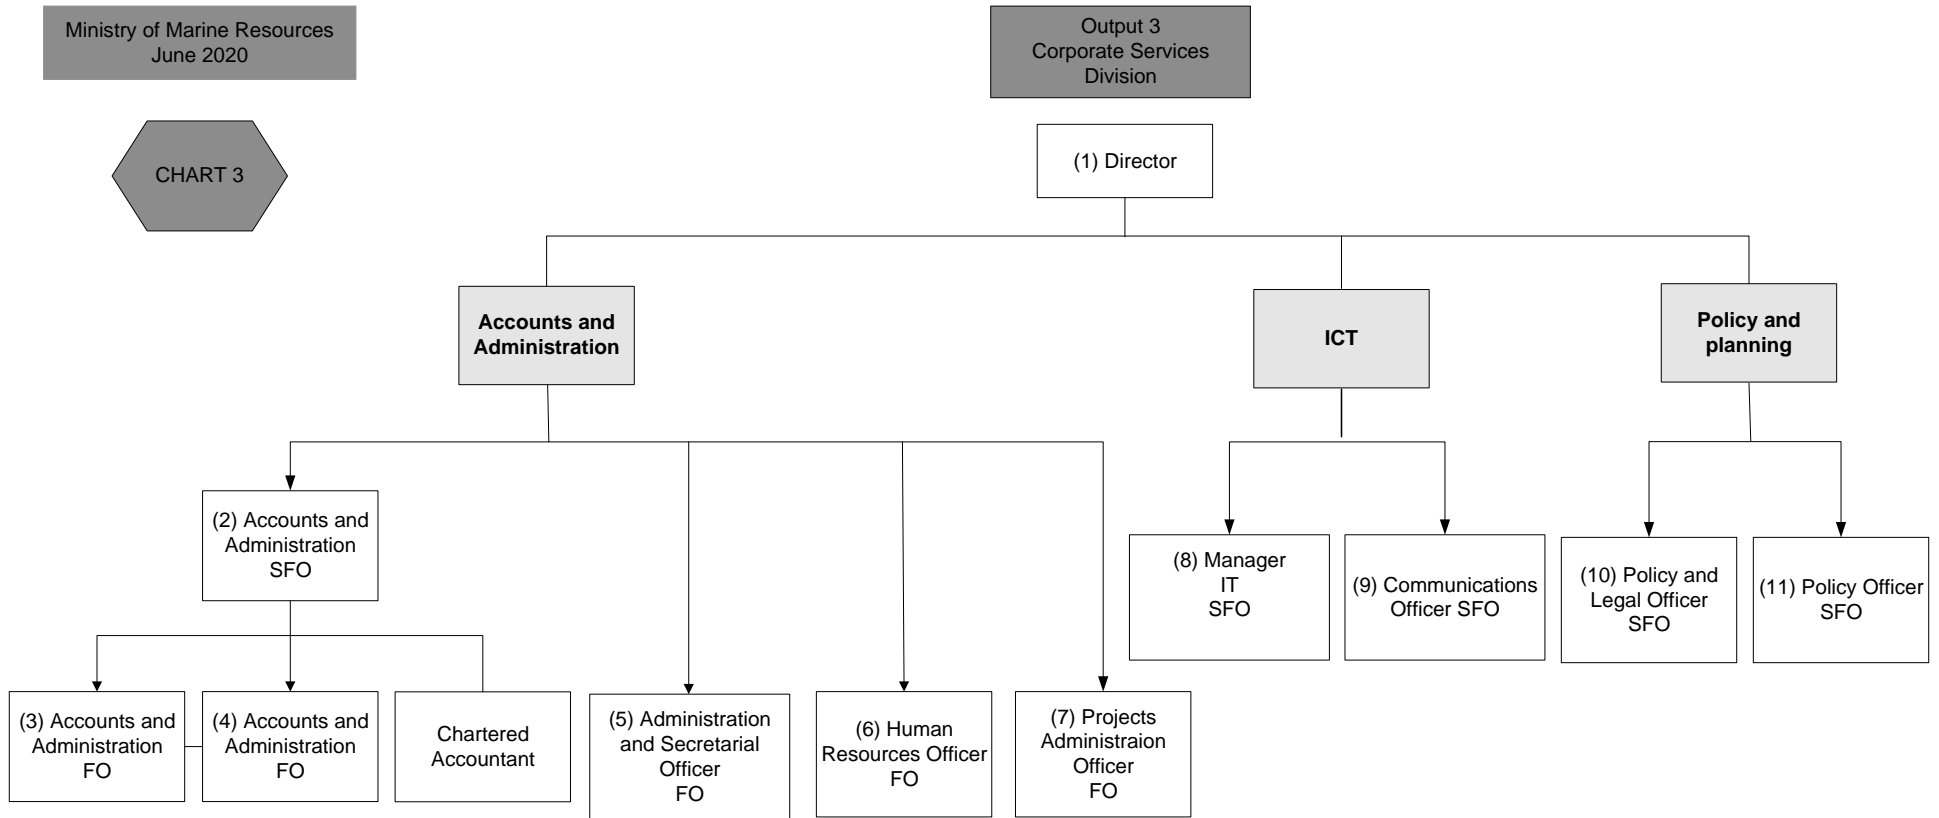 Ministry of Marine Resources
June 2020
Output 3
Corporate Services
Division
CHART 3
(1) Director
Accounts and
Administration
ICT
Policy and
planning
(2) Accounts and
Administration
SFO
(8) Manager
IT
SFO
(9) Communications
Officer SFO
(10) Policy and
Legal Officer
SFO
(11) Policy Officer
SFO
(3) Accounts and
Administration
FO
(4) Accounts and
Administration
FO
Chartered
Accountant
(5) Administration
and Secretarial
Officer
FO
(6) Human
Resources Officer
FO
(7) Projects
Administraion
Officer
FO